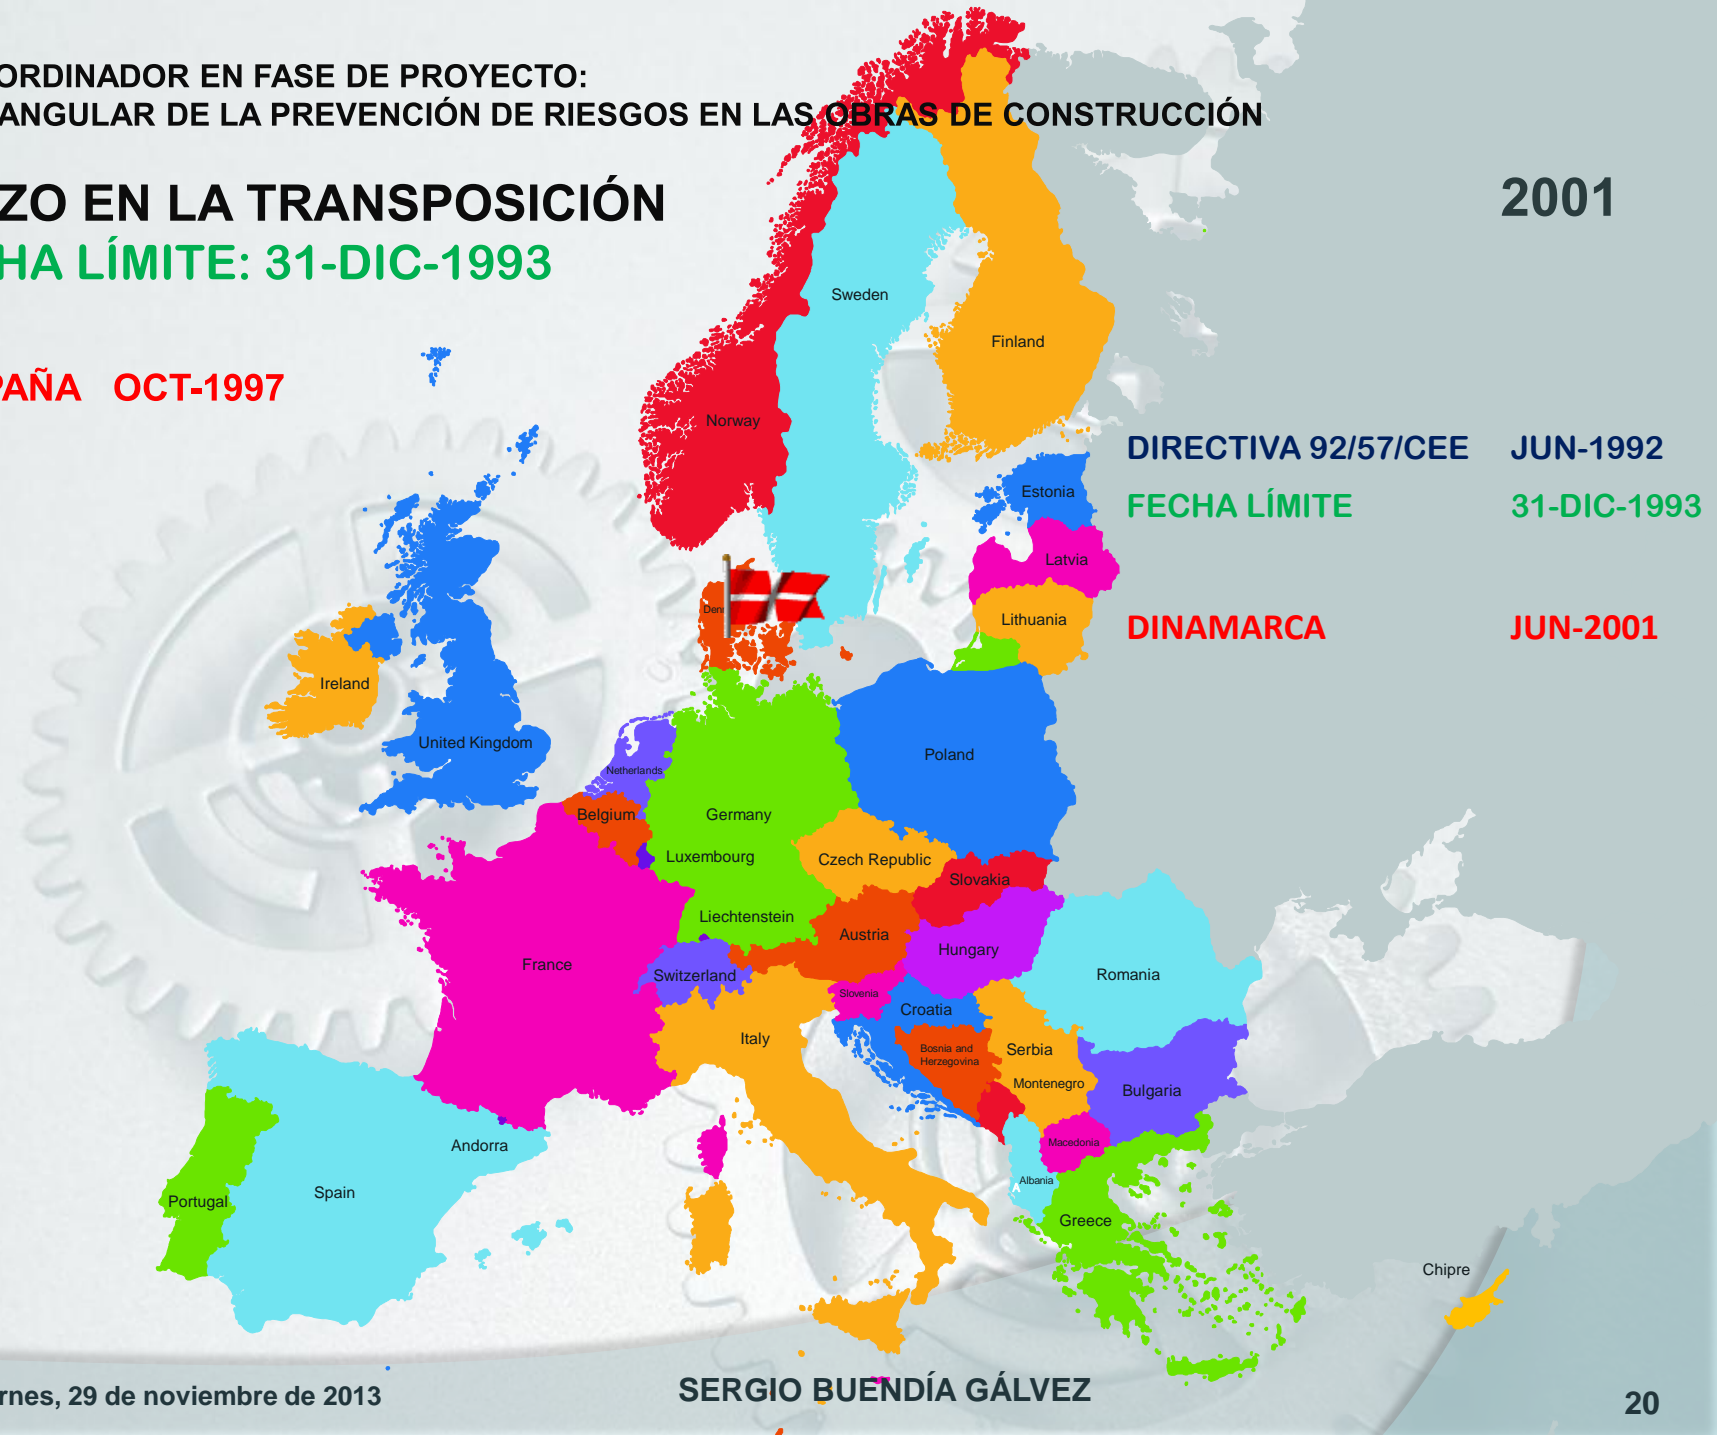 ORDINADOR EN FASE DE PROYECTO:
ANGULAR DE LA PREVENCIÓN DE RIESGOS EN LAS OBRAS DE CONSTRUCCIÓN
ZO EN LA TRANSPOSICIÓN
2001
HA LÍMITE: 31-DIC-1993
PAÑA OCT-1997
DIRECTIVA 92/57/CEE JUN-1992
FECHA LÍMITE 31-DIC-1993
DINAMARCA JUN-2001
Sweden
Finland
Norway
Estonia
Latvia
Lithuania
Den
Ireland
United Kingdom
Netherlands
Poland
Belgium
Germany
Luxembourg
Czech Republic
Slovakia
Liechtenstein
Austria
Hungary
France
Switzerland
Romania
Slovenia
Croatia
Italy
Bosnia and
Herzegovina
Serbia
Montenegro
Bulgaria
Andorra
Macedonia
Albania
Spain
Portugal
Greece
Chipre
rnes, 29 de noviembre de 2013
SERGIO BUENDÍA GÁLVEZ
20